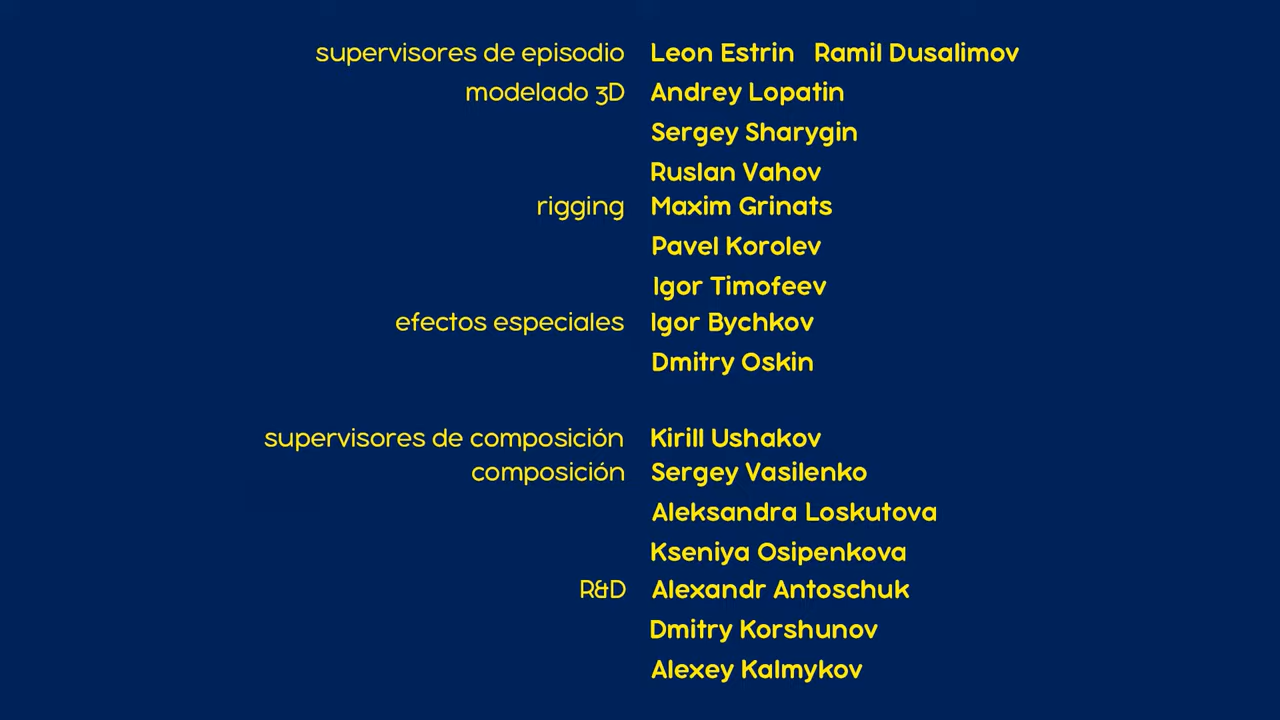 supervisores de episodio Leon Estrin Ramil Dusalimov
modelado 3D Andrey Lopatin
Sergey Sharygin
Ruslan Vahov
rigging Maxim Grinats
Pavel Korolev
Igor Timofeev
efectos especiales Igor Bychkov
Dmitry Oskin
supervisores de composición Kirill Ushakov
composición Sergey Vasilenko
Aleksandra Loskutova
Kseniya Osipenkova
R&D Alexandr Antoschuk
Dmitry Korshunov
Alexey Kalmykov